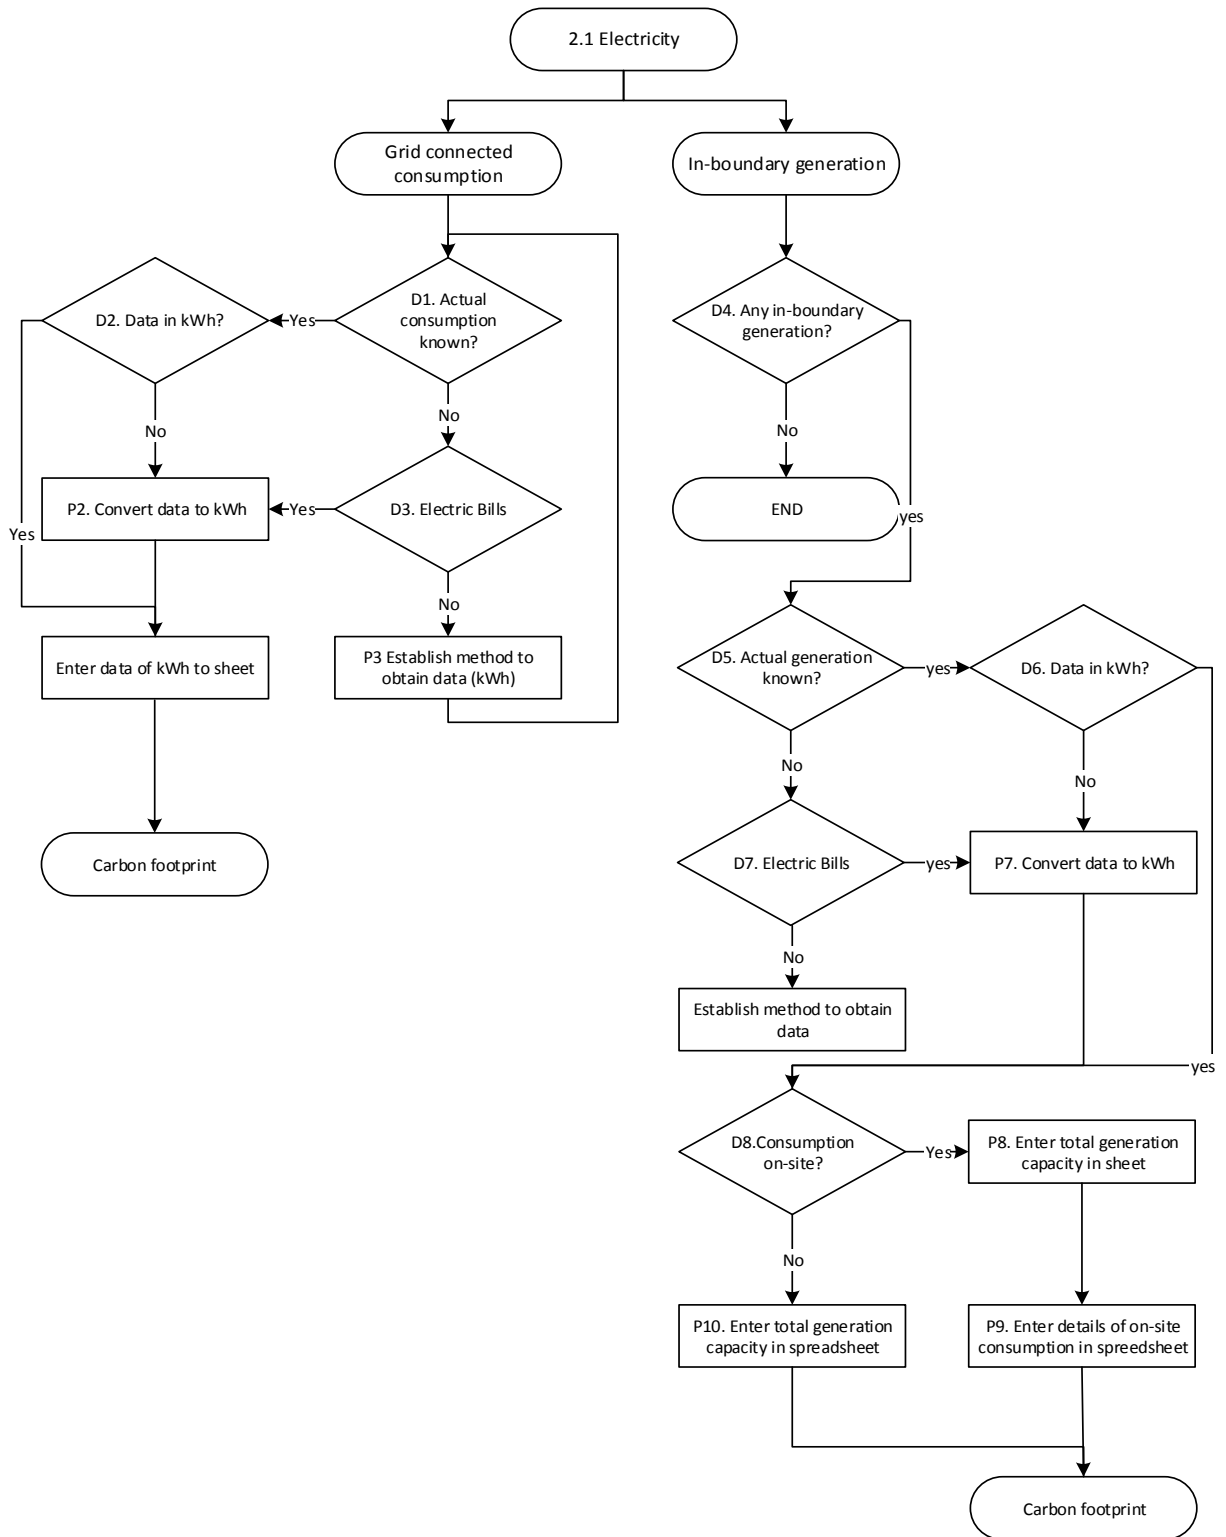 2.1 Electricity
Grid connected
consumption
In-boundary generation
D2. Data in kWh?
Yes
D1. Actual
consumption
known?
D4. Any in-boundary
generation?
No
No
No
P2. Convert data to kWh
Yes
D3. Electric Bills
END
yes
Yes
No
Enter data of kWh to sheet
P3 Establish method to
obtain data (kWh)
D5. Actual generation
known?
yes
D6. Data in kWh?
No
No
Carbon footprint
D7. Electric Bills
yes
P7. Convert data to kWh
No
Establish method to obtain
data
yes
D8.Consumption
on-site?
Yes
P8. Enter total generation
capacity in sheet
No
P10. Enter total generation
capacity in spreadsheet
P9. Enter details of on-site
consumption in spreedsheet
Carbon footprint